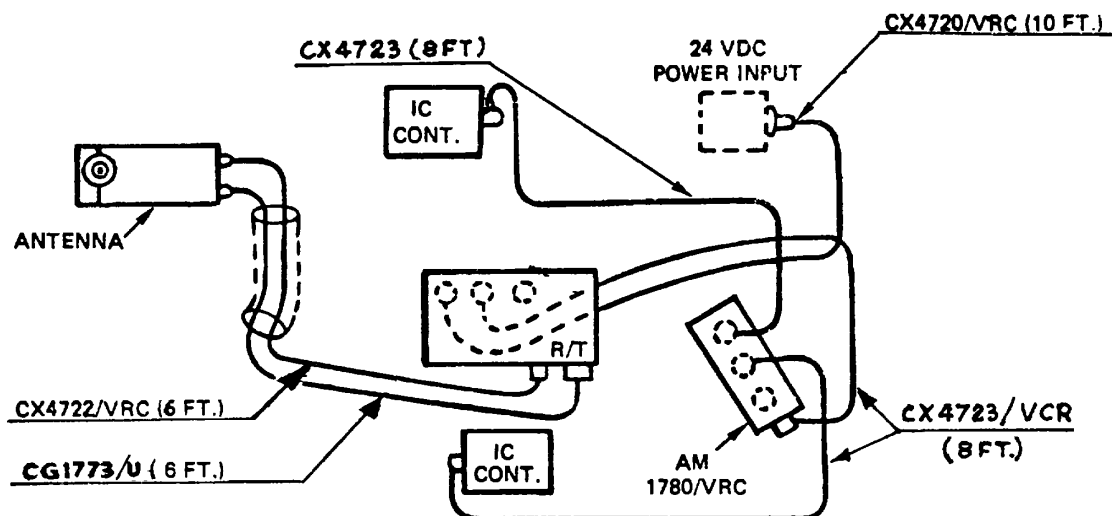 CX4720/VRC (10 FT.)
CX4723 (8FT)
24 VDC
POWER INPUT
IC
CONT.
ANTENNA
R/T
CX4722/VRC (6 FT.)
CG1773/U (6 FT.)
IC
CONT.
AM
1780/VRC
CX4723/VCR
(8FT.)